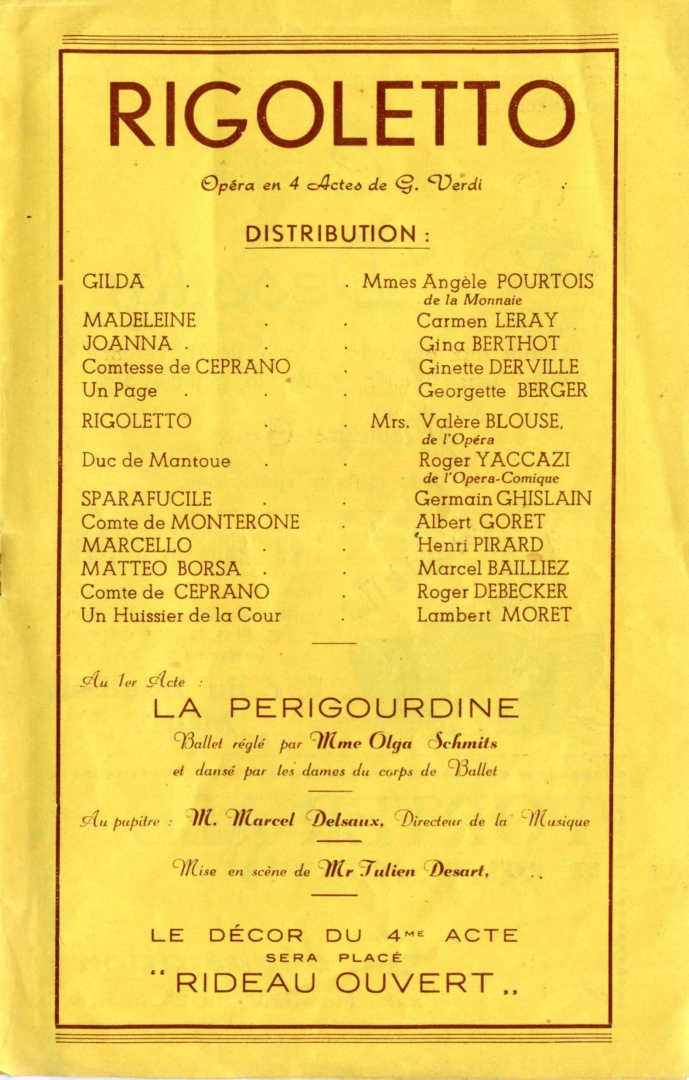 RIGOLETTO
Opéra en 4 Actes de G. Verdi
DISTRIBUTION :
GILDA . . . Mmes Angèle POURTOIS
de la Monnaie
MADELEINE . . Carmen LERAY
JOANNA . . . Gina BERTHOT
Comtesse de CEPRANO . . Ginette DERVILLE
Un Page . . . Georgette BERGER
RIGOLETTO . . Mrs. Valère BLOUSE,
de l'Opéra
Duc de Mantoue . . Roger YACCAZI
de l'Opéra-Comique
SPARAFUCILE . . Germain GHISLAIN
Comte de MONTERONE . Albert GORET
MARCELLO . . Henri PIRARD
MATTEO BORSA . . Marcel BAILLIEZ
Comte de CEPRANO . . Roger DEBECKER
Un Huissier de la Cour . Lambert MORET
Au 1er Acte :
LA PERIGOURDINE
Ballet réglé par Mme Olga Schmits
et dansé par les dames du corps de Ballet
Au pupitre : M. Marcel Delsaux, Directeur de la Musique
Mise en scène de Mr Julien Desart,
LE DÉCOR DU 4ME ACTE
SERA PLACÉ
" RIDEAU OUVERT „